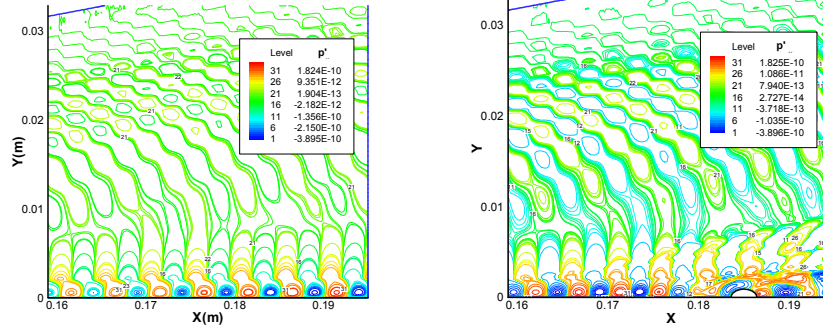 0.03
0.02
0.01
0
Y(m)
0.16
0.17
0.18
0.19
X(m)
Level p'
31 1.824E-10
26 9.351E-12
21 1.904E-13
16 -2.182E-12
11 -1.356E-10
6 -2.150E-10
1 -3.895E-10
0.03
0.02
0.01
0
Y
0.16
0.17
0.18
0.19
X
Level p'
31 1.825E-10
26 1.086E-11
21 7.940E-13
16 2.727E-14
11 -3.718E-13
6 -1.035E-10
1 -3.896E-10